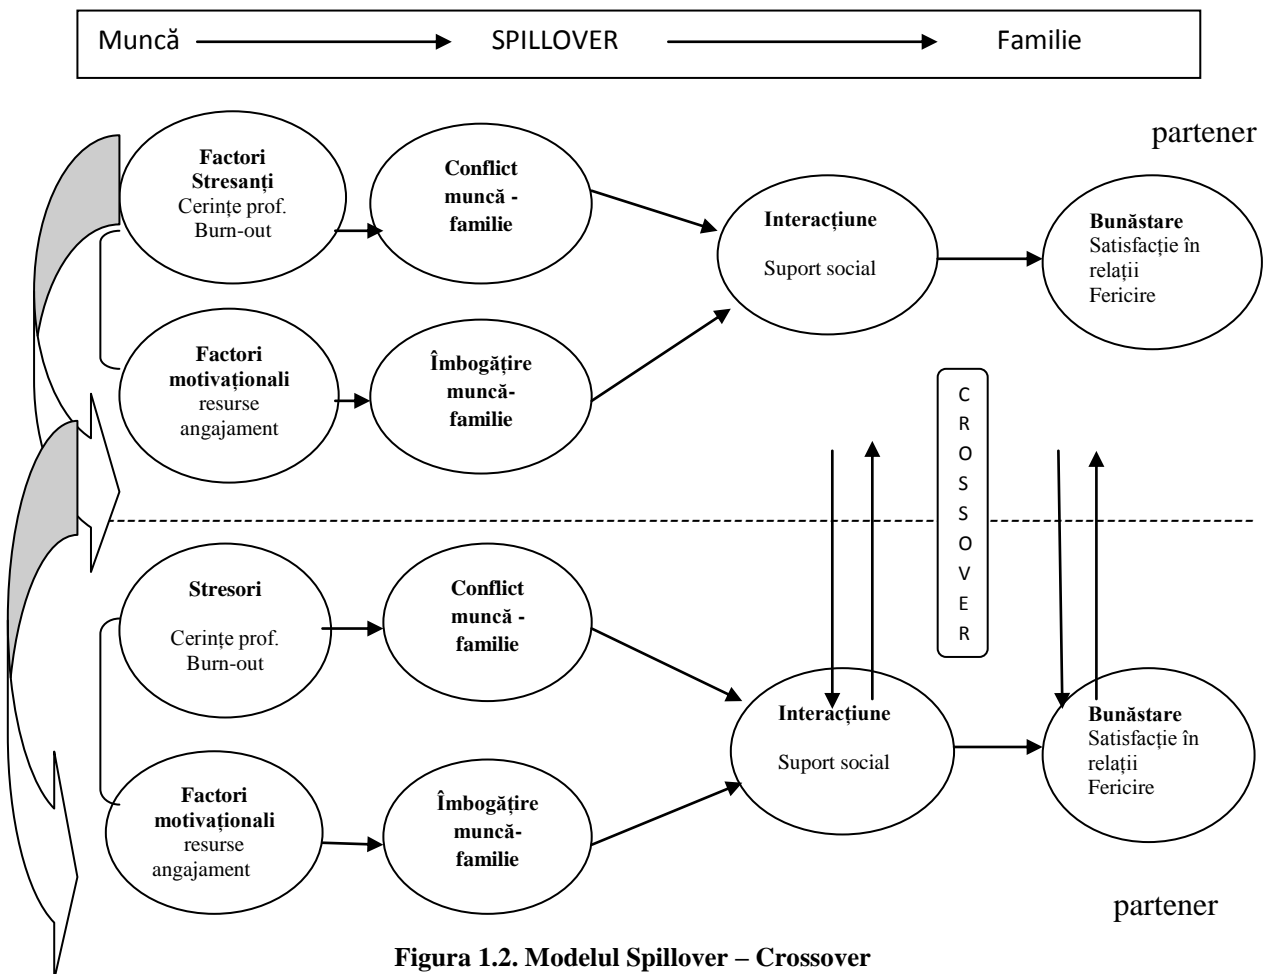 Muncă SPILLOVER Familie
partener
Factori
Stresanți
Cerințe prof.
Burn-out
Conflict
muncă -
familie
Interacțiune
Suport social
Bunăstare
Satisfacție în
relații
Fericire
Factori
motivaționali
resurse
angajament
Îmbogățire
muncă-
familie
C
R
O
S
S
O
V
E
R
Stresori
Cerințe prof.
Burn-out
Conflict
muncă -
familie
Interacțiune
Suport social
Bunăstare
Satisfacție în
relații
Fericire
Factori
motivaționali
resurse
angajament
Îmbogățire
muncă-
familie
partener
Figura 1.2. Modelul Spillover – Crossover